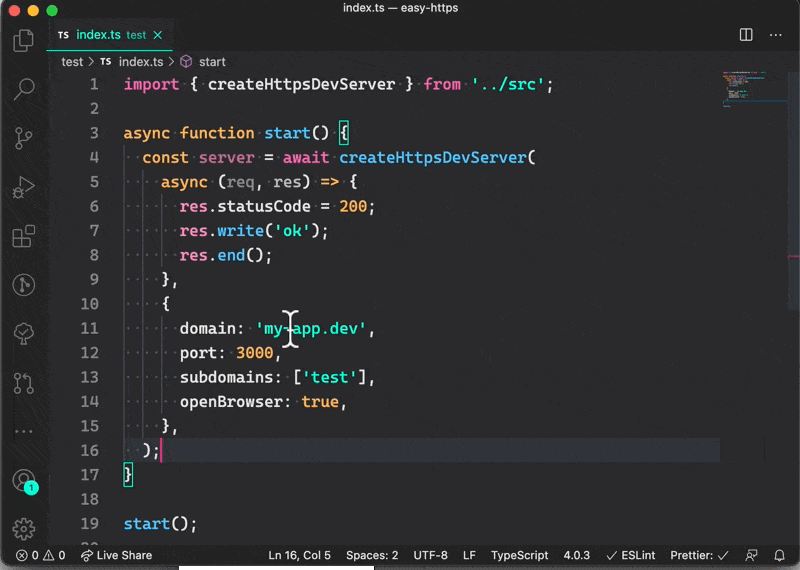 index.ts — easy-https
TS index.ts test
test > TS index.ts > start
1 import { createHttpsDevServer } from '../src';
2
3 async function start() {
4 const server = await createHttpsDevServer(
5 async (req, res) => {
6 res.statusCode = 200;
7 res.write('ok');
8 res.end();
9 },
10 {
11 domain: 'my-app.dev',
12 port: 3000,
13 subdomains: ['test'],
14 openBrowser: true,
15 },
16 );
17 }
18
19 start();
1
0 0 Live Share Ln 16, Col 5 Spaces: 2 UTF-8 LF TypeScript 4.0.3 ESLint Prettier: ✓